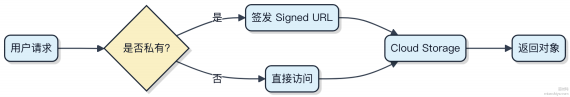 用户请求
是否私有?
是
否
签发 Signed URL
直接访问
Cloud Storage
返回对象